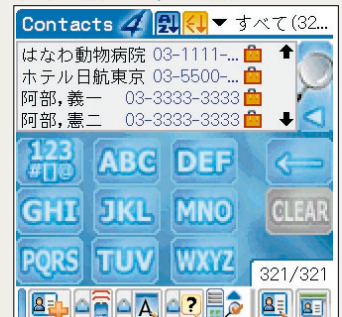 Contacts 4 すべて(32...
はなわ動物病院 03-1111-...
ホテル日航東京 03-5500-...
阿部,義一 03-3333-3333
阿部,憲二 03-3333-3333
123 ABC DEF
#[]@
GHI JKL MNO CLEAR
PQRS TUV WXYZ
321/321
A ?